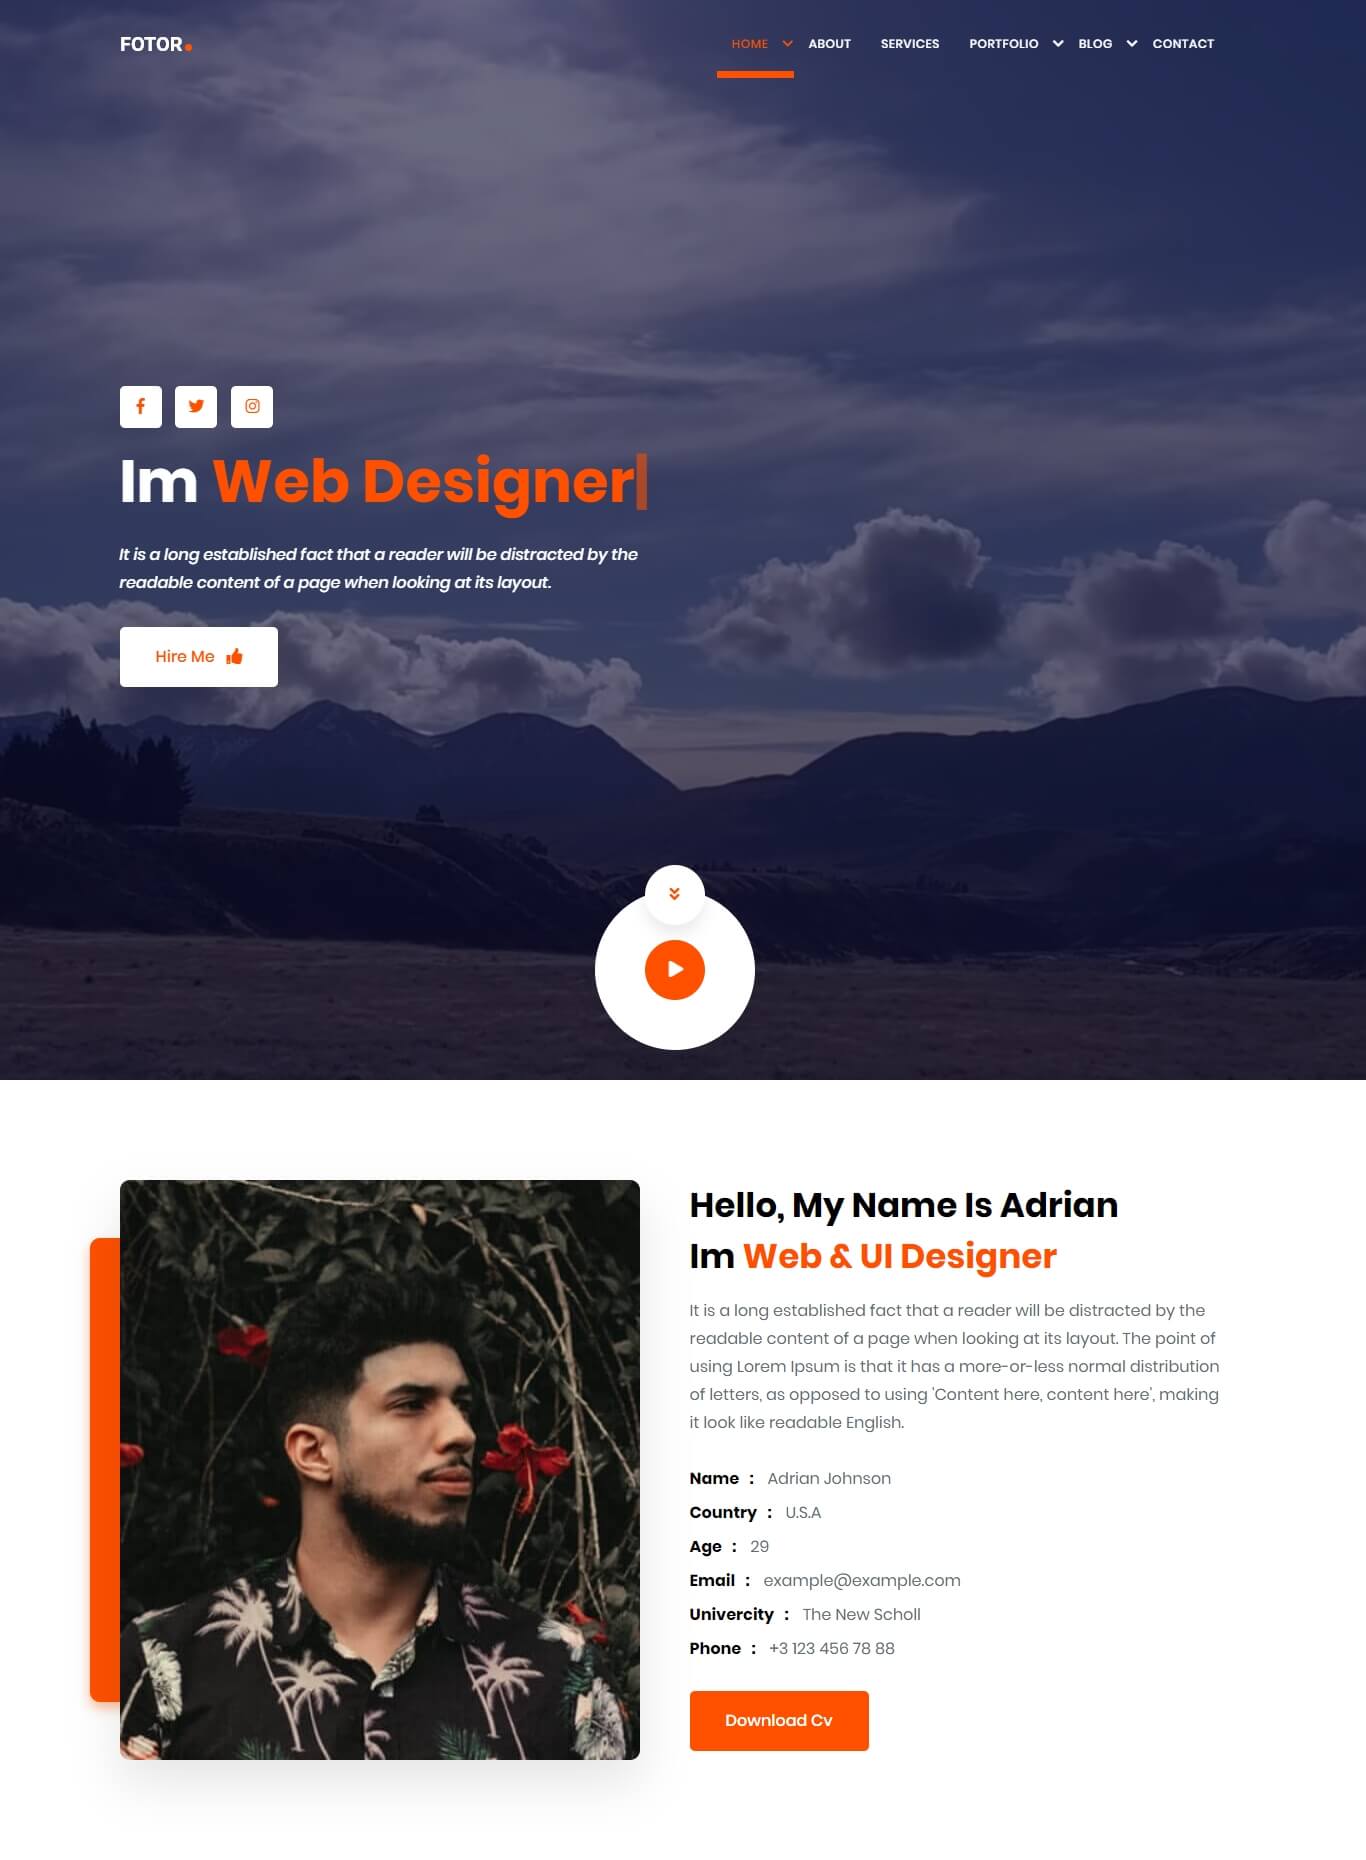 FOTOR.
HOME ABOUT SERVICES PORTFOLIO BLOG CONTACT
Im Web Designer|
It is a long established fact that a reader will be distracted by the
readable content of a page when looking at its layout.
Hire Me
Hello, My Name Is Adrian
Im Web & UI Designer
It is a long established fact that a reader will be distracted by the
readable content of a page when looking at its layout. The point of
using Lorem Ipsum is that it has a more-or-less normal distribution
of letters, as opposed to using 'Content here, content here', making
it look like readable English.
Name : Adrian Johnson
Country : U.S.A
Age : 29
Email : example@example.com
Univercity : The New Scholl
Phone : +3 123 456 78 88
Download Cv